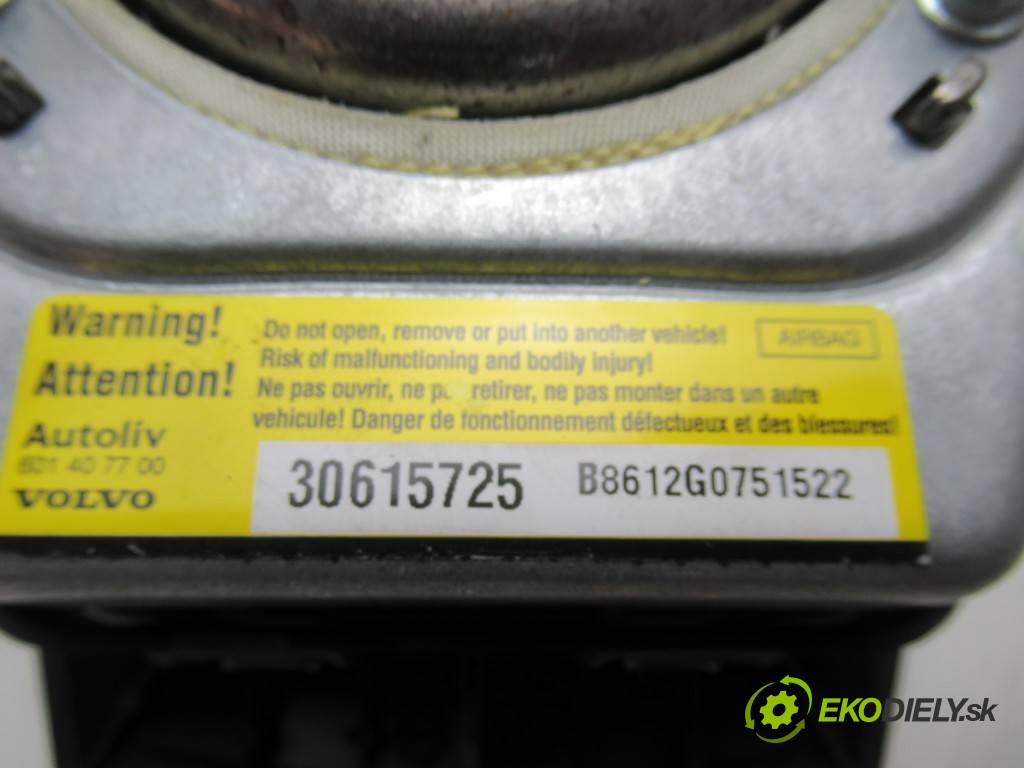 Warning!
Attention!
Do not open, remove or put into another vehicle!
Risk of malfunctioning and bodily injury!
Ne pas ouvrir, ne pas retirer, ne pas monter dans un autre
vehicule! Danger de fonctionnement défectueux et des blessures!
AIRBAG
Autoliv
601 40 77 00
VOLVO
30615725
B8612G0751522
EKODIELY.sk